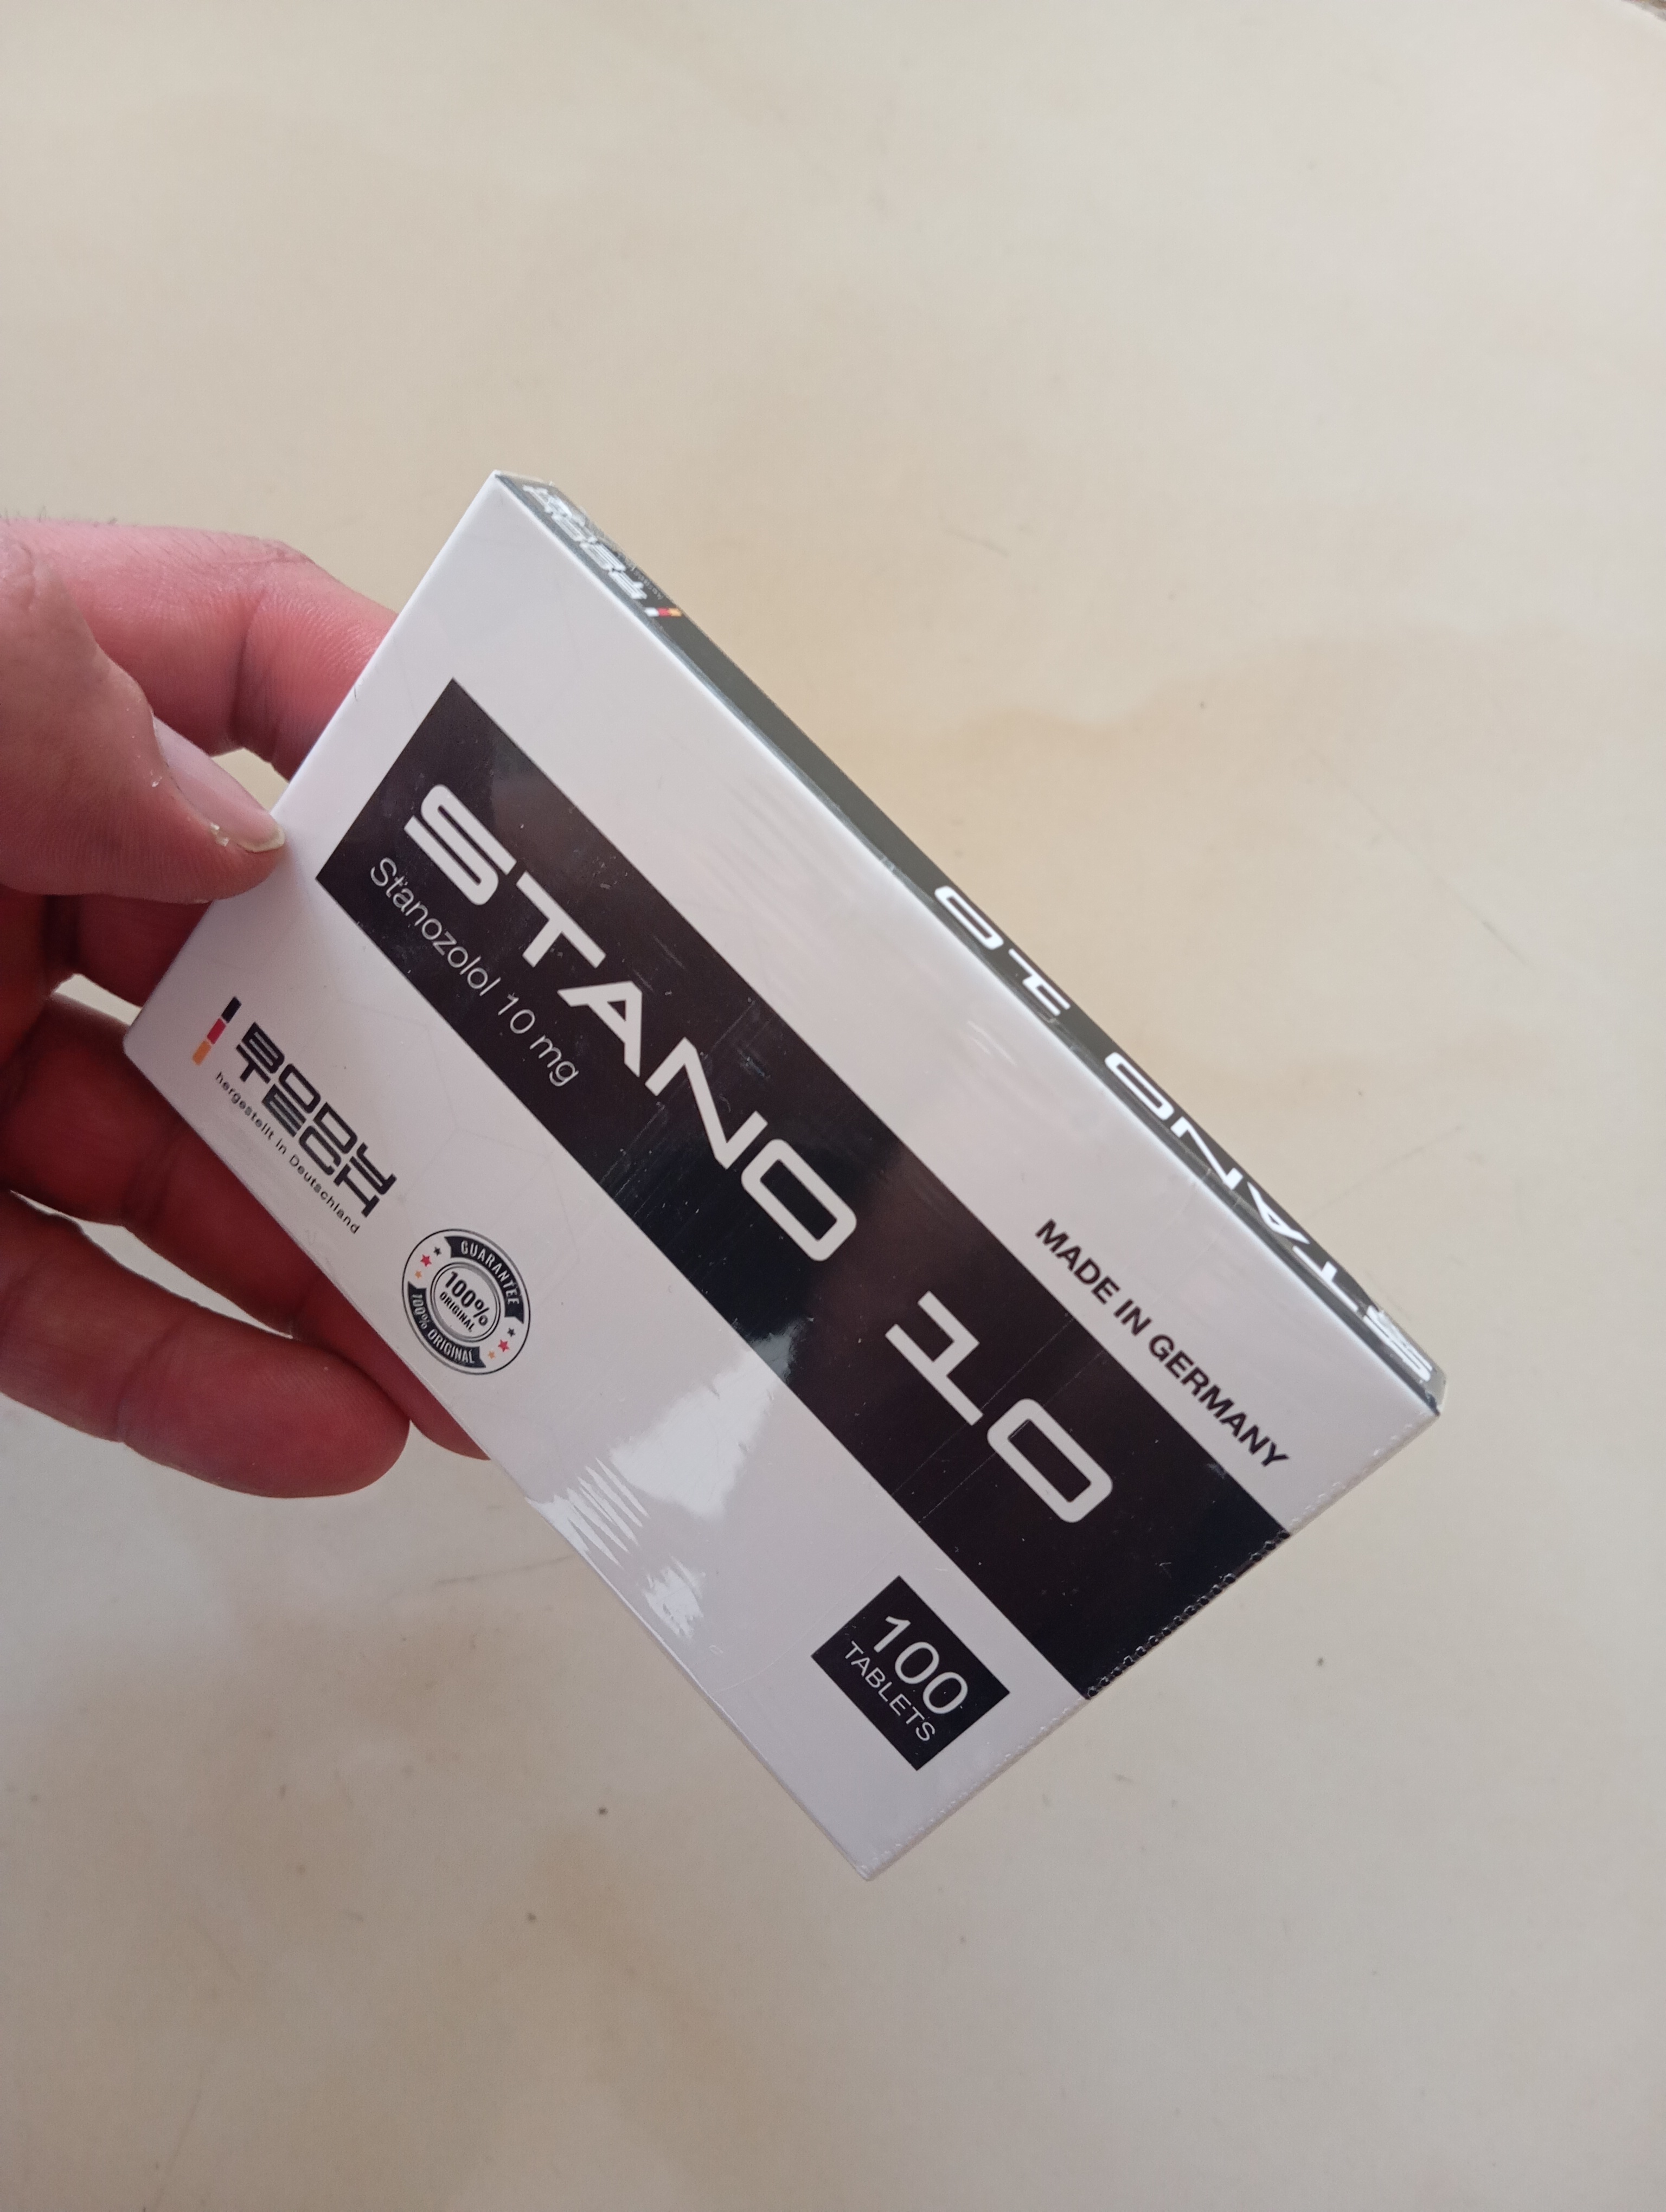 STANO 10
Stanozolol 10 mg
MADE IN GERMANY
BODY
TECH
hergestellt in Deutschland
GUARANTEE
100%
ORIGINAL
100% ORIGINAL
100
TABLETS
STANO 10